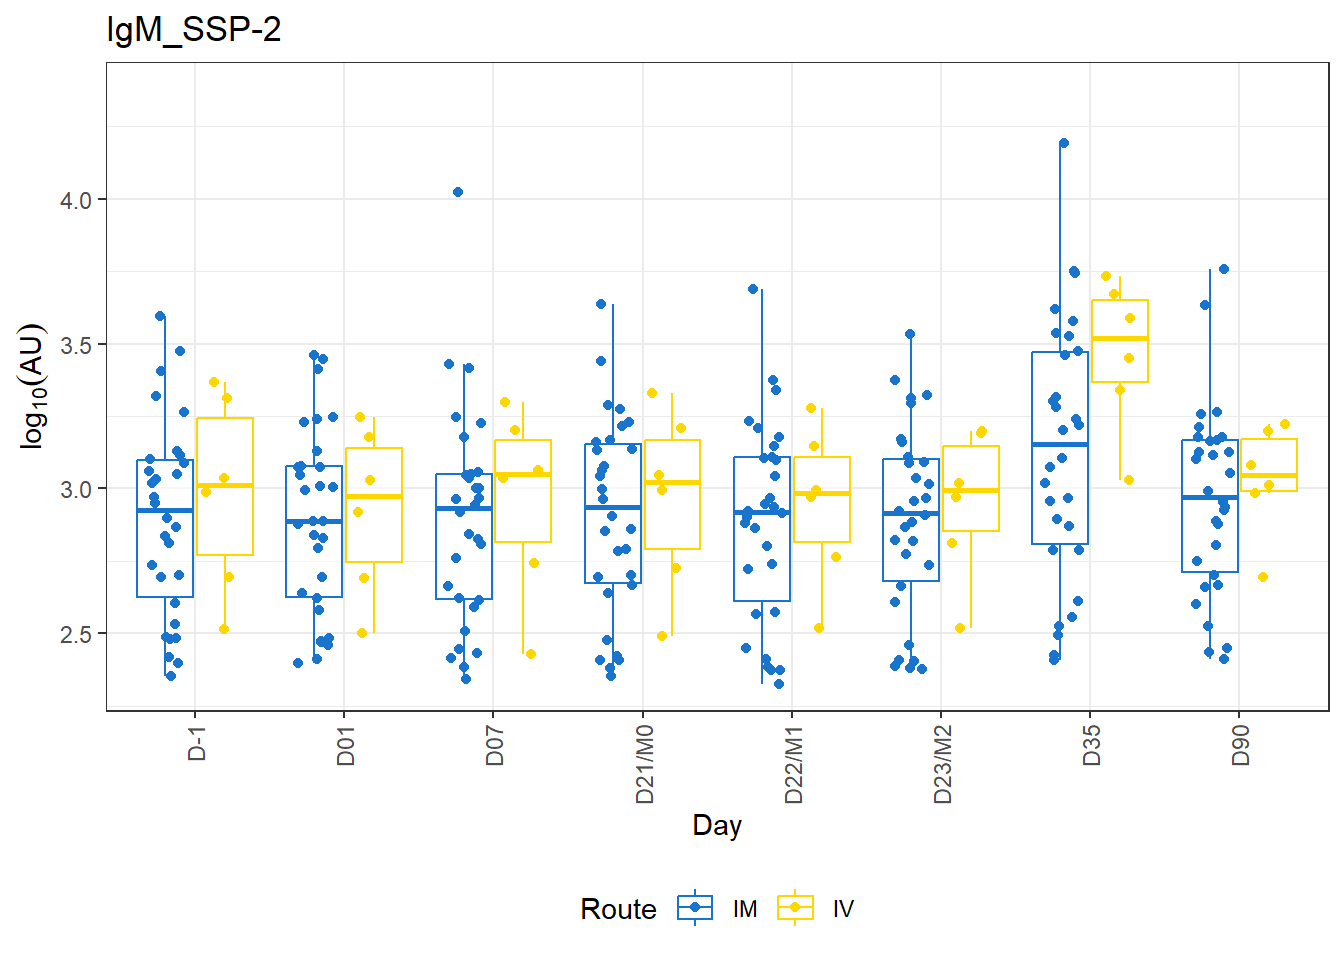 IgM_SSP-2
log10(AU)
4.0
3.5
3.0
2.5
D-1 D01 D07 D21/M0 D22/M1 D23/M2 D35 D90
Day
Route IM IV